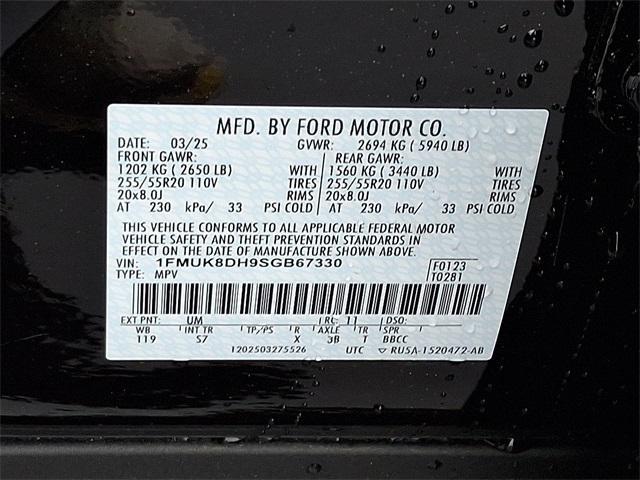 MFD. BY FORD MOTOR CO.
DATE: 03/25 GVWR: 2694 KG ( 5940 LB)
FRONT GAWR: REAR GAWR:
1202 KG ( 2650 LB) WITH 1560 KG ( 3440 LB) WITH
255/55R20 110V TIRES 255/55R20 110V TIRES
20x8.0J RIMS 20x8.0J RIMS
AT 230 kPa/ 33 PSI COLD AT 230 kPa/ 33 PSI COLD
THIS VEHICLE CONFORMS TO ALL APPLICABLE FEDERAL MOTOR
VEHICLE SAFETY AND THEFT PREVENTION STANDARDS IN
EFFECT ON THE DATE OF MANUFACTURE SHOWN ABOVE.
VIN: 1FMUK8DH9SGB67330 F0123
TYPE: MPV T0281
EXT PNT: UM RC: 11 DSO:
WB INT TR TP/PS R AXLE TR SPR
119 S7 X 3B T BBCC
1202503275526 UTC RU5A-1520472-AB